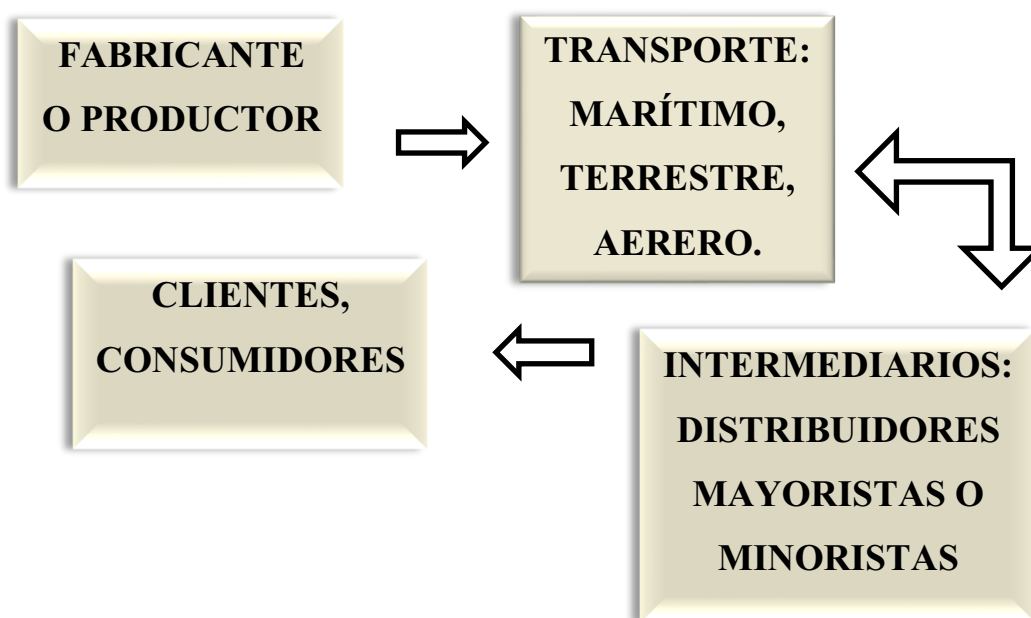 FABRICANTE
O PRODUCTOR
TRANSPORTE:
MARÍTIMO,
TERRESTRE,
AERERO.
INTERMEDIARIOS:
DISTRIBUIDORES
MAYORISTAS O
MINORISTAS
CLIENTES,
CONSUMIDORES